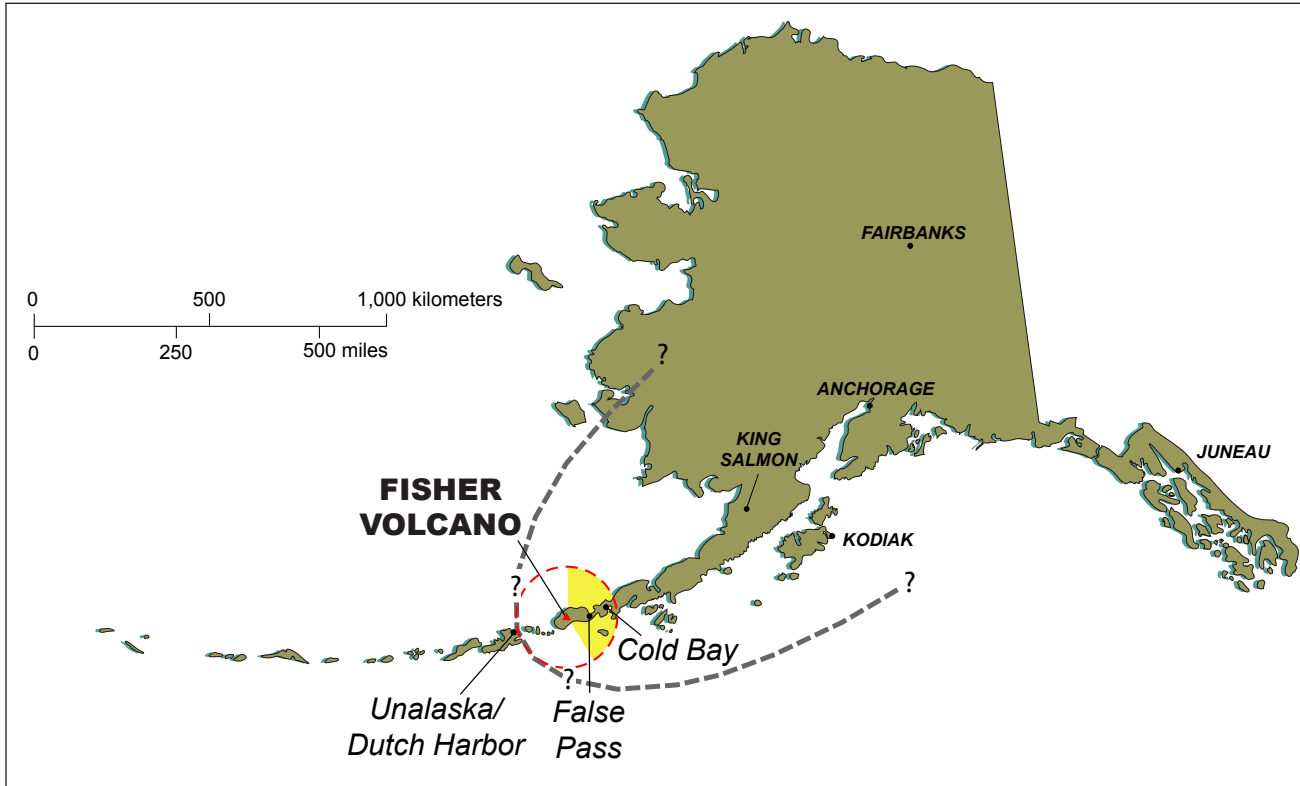 FAIRBANKS
0 500 1,000 kilometers
0 250 500 miles
?
ANCHORAGE
KING
SALMON
JUNEAU
FISHER
VOLCANO
KODIAK
?
?
Cold Bay
?
Unalaska/
Dutch Harbor
False
Pass